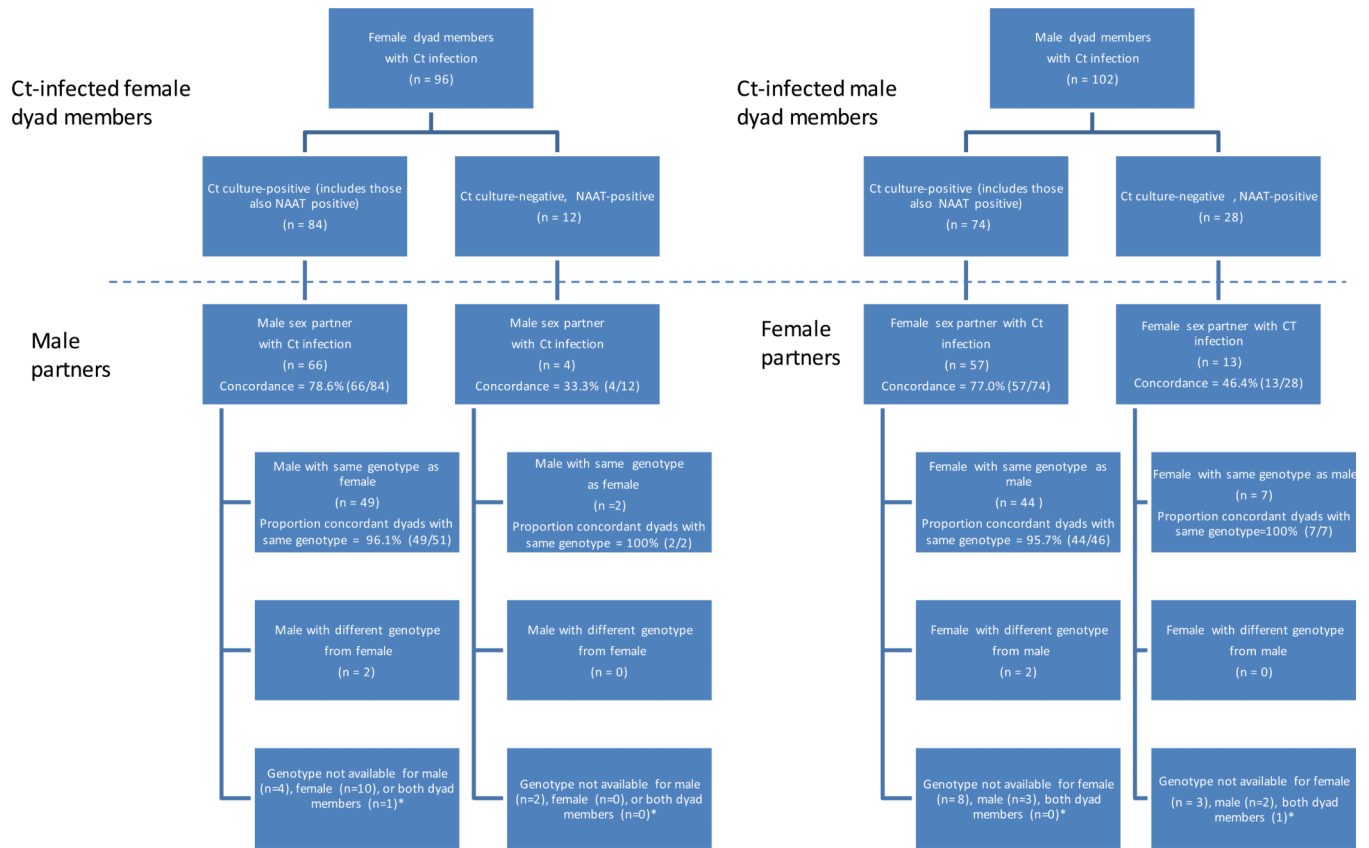 Female dyad members
with Ct infection
(n = 96)
Male dyad members
with Ct infection
(n = 102)
Ct-infected female
dyad members
Ct-infected male
dyad members
Ct culture-positive (includes those
also NAAT positive)
(n = 84)
Ct culture-negative, NAAT-positive
(n = 12)
Ct culture-positive (includes those
also NAAT positive)
(n = 74)
Ct culture-negative , NAAT-positive
(n = 28)
Male
partners
Male sex partner
with Ct infection
(n = 66)
Concordance = 78.6% (66/84)
Male sex partner
with Ct infection
(n = 4)
Concordance = 33.3% (4/12)
Female
partners
Female sex partner with Ct
infection
(n = 57)
Concordance = 77.0% (57/74)
Female sex partner with CT
infection
(n = 13)
Concordance = 46.4% (13/28)
Male with same genotype as
female
(n = 49)
Proportion concordant dyads with
same genotype = 96.1% (49/51)
Male with same genotype
as female
(n =2)
Proportion concordant dyads with
same genotype = 100% (2/2)
Female with same genotype as
male
(n = 44 )
Proportion concordant dyads with
same genotype = 95.7% (44/46)
Female with same genotype as male
(n = 7)
Proportion concordant dyads with
same genotype=100% (7/7)
Male with different genotype
from female
(n = 2)
Male with different genotype
from female
(n = 0)
Female with different genotype
from male
(n = 2)
Female with different genotype
from male
(n = 0)
Genotype not available for male
(n=4), female (n=10), or both dyad
members (n=1)*
Genotype not available for male
(n=2), female (n=0), or both dyad
members (n=0)*
Genotype not available for female
(n= 8), male (n=3), both dyad
members (n=0)*
Genotype not available for female
(n = 3), male (n=2), both dyad
members (1)*